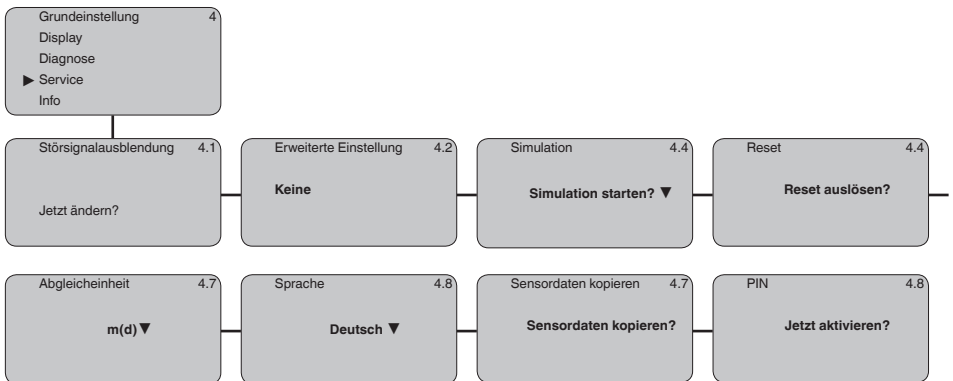 Grundeinstellung 4
Display
Diagnose
▶ Service
Info
Störsignalausblendung 4.1
Jetzt ändern?
Erweiterte Einstellung 4.2
Keine
Simulation 4.4
Simulation starten? ▼
Reset 4.4
Reset auslösen?
Abgleicheinheit 4.7
m(d) ▼
Sprache 4.8
Deutsch ▼
Sensordaten kopieren 4.7
Sensordaten kopieren?
PIN 4.8
Jetzt aktivieren?